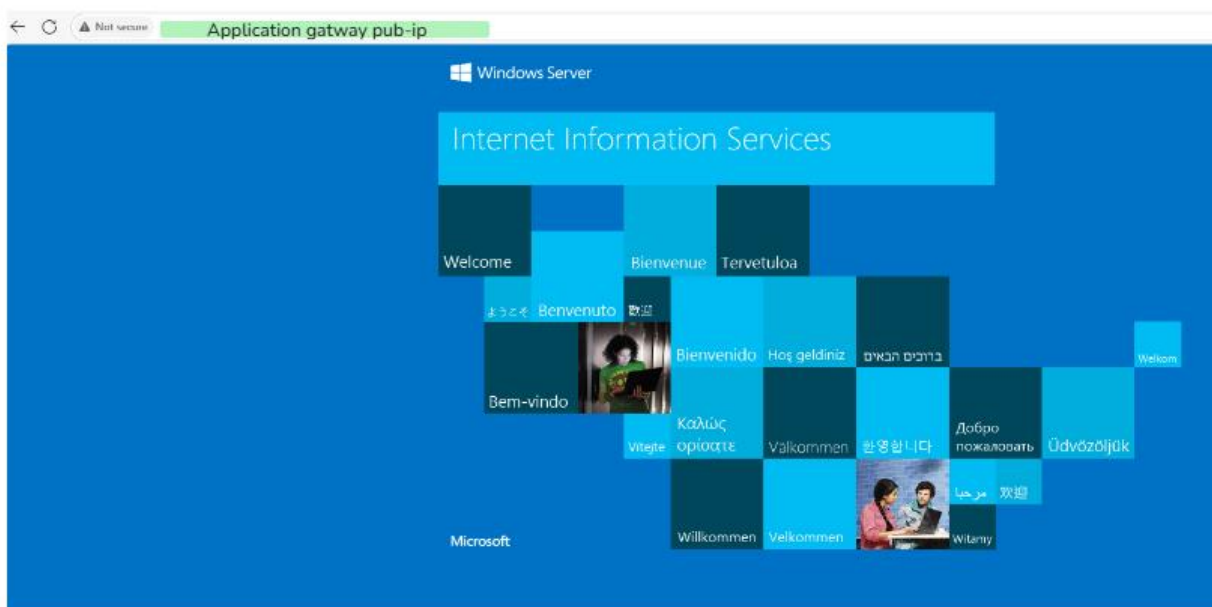 Not secure
Application gatway pub-ip
Windows Server
Internet Information Services
Welcome
Bienvenue
Tervetuloa
ようこそ
Benvenuto
歡迎
Bienvenido
Hoş geldiniz
ברוכים הבאים
Welkom
Bem-vindo
Vítejte
Καλώς
ορίσατε
Välkommen
환영합니다
Добро
пожаловать
Üdvözöljük
مرحبا
欢迎
Microsoft
Willkommen
Velkommen
Witamy